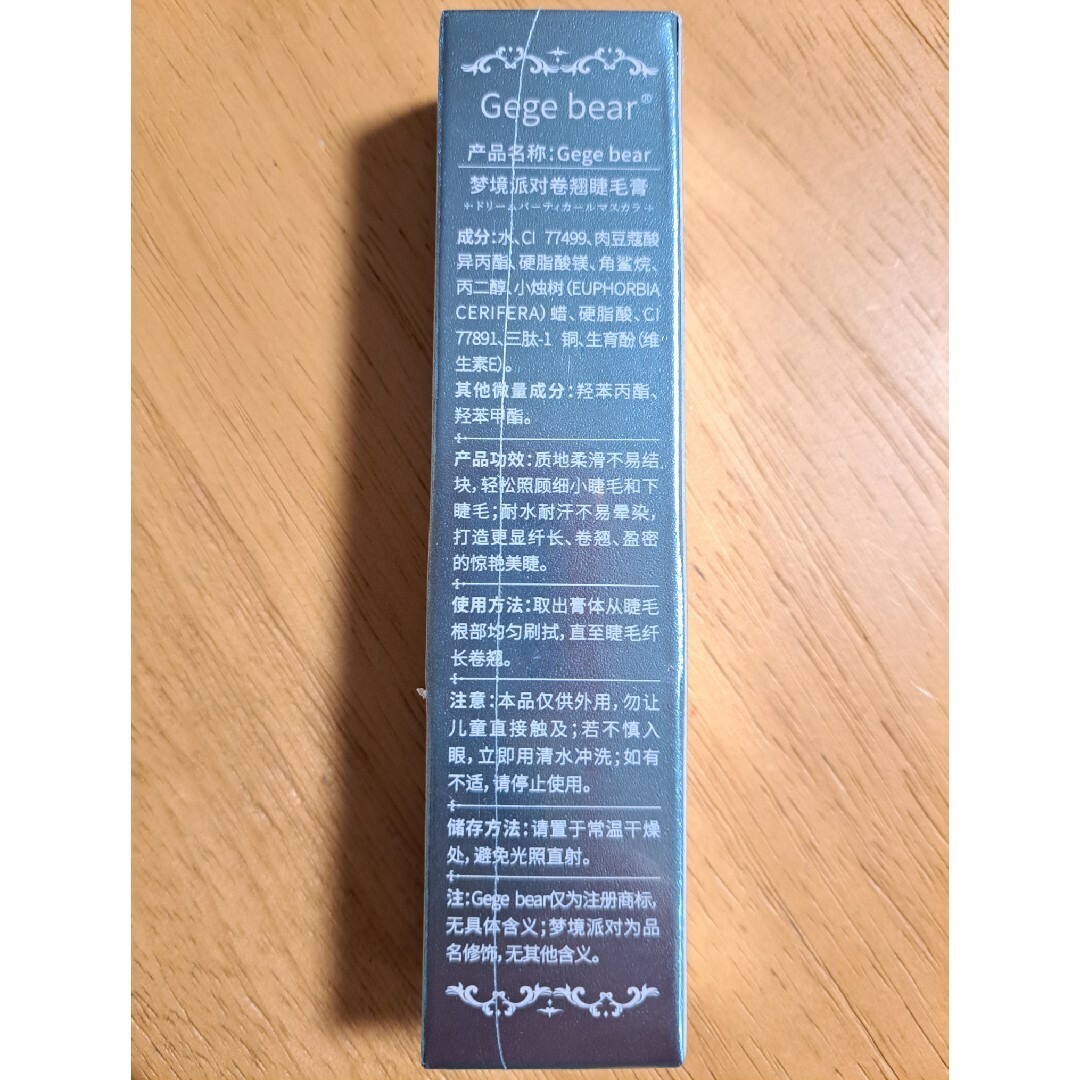 Gege bear®
产品名称:Gege bear
梦境派对卷翘睫毛膏
ドリームパーティカールマスカラ
成分:水、CI 77499、肉豆蔻酸
异丙酯、硬脂酸镁、角鲨烷、
丙二醇、小烛树(EUPHORBIA
CERIFERA)蜡、硬脂酸、CI
77891、三肽-1 铜、生育酚(维
生素E)。
其他微量成分:羟苯丙酯、
羟苯甲酯。
产品功效:质地柔滑不易结
块,轻松照顾细小睫毛和下
睫毛;耐水耐汗不易晕染,
打造更显纤长、卷翘、盈密
的惊艳美睫。
使用方法:取出膏体从睫毛
根部均匀刷拭,直至睫毛纤
长卷翘。
注意:本品仅供外用,勿让
儿童直接触及;若不慎入
眼,立即用清水冲洗;如有
不适,请停止使用。
储存方法:请置于常温干燥
处,避免光照直射。
注:Gege bear仅为注册商标,
无具体含义;梦境派对为品
名修饰,无其他含义。